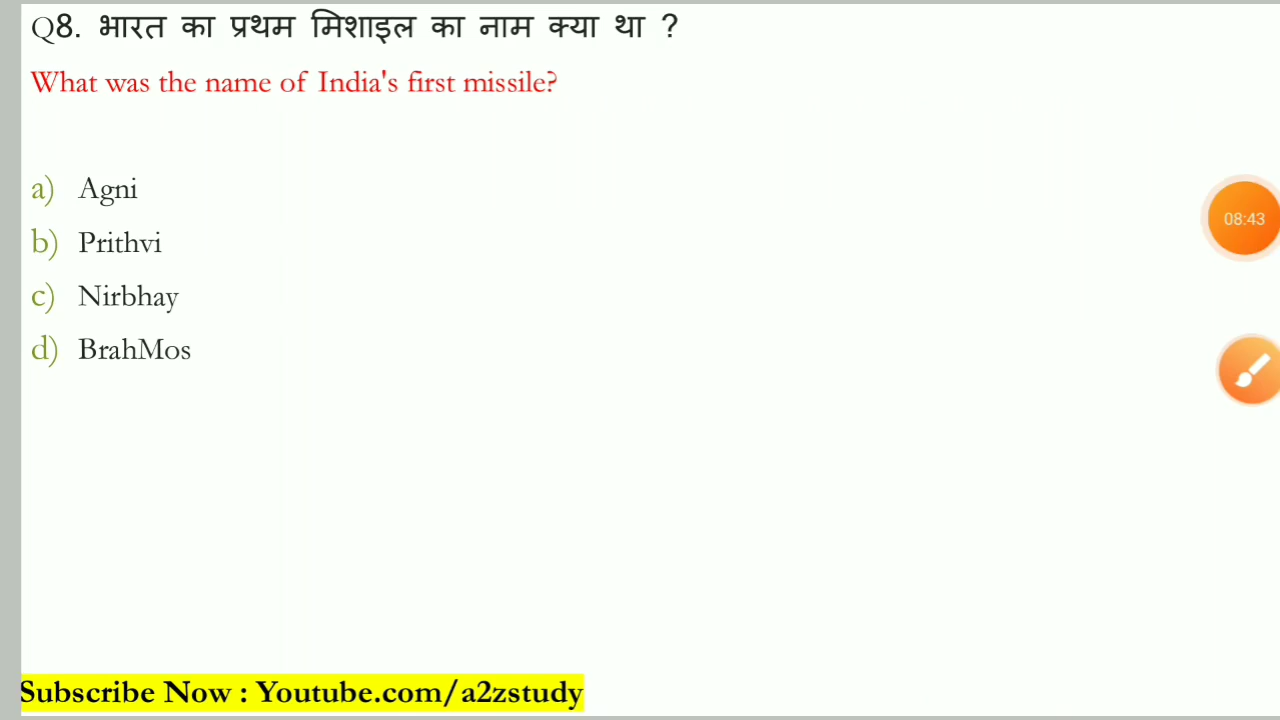 Q8. भारत का प्रथम मिशाइल का नाम क्या था ?
What was the name of India's first missile?
a) Agni
b) Prithvi
c) Nirbhay
d) BrahMos
08:43
Subscribe Now : Youtube.com/a2zstudy